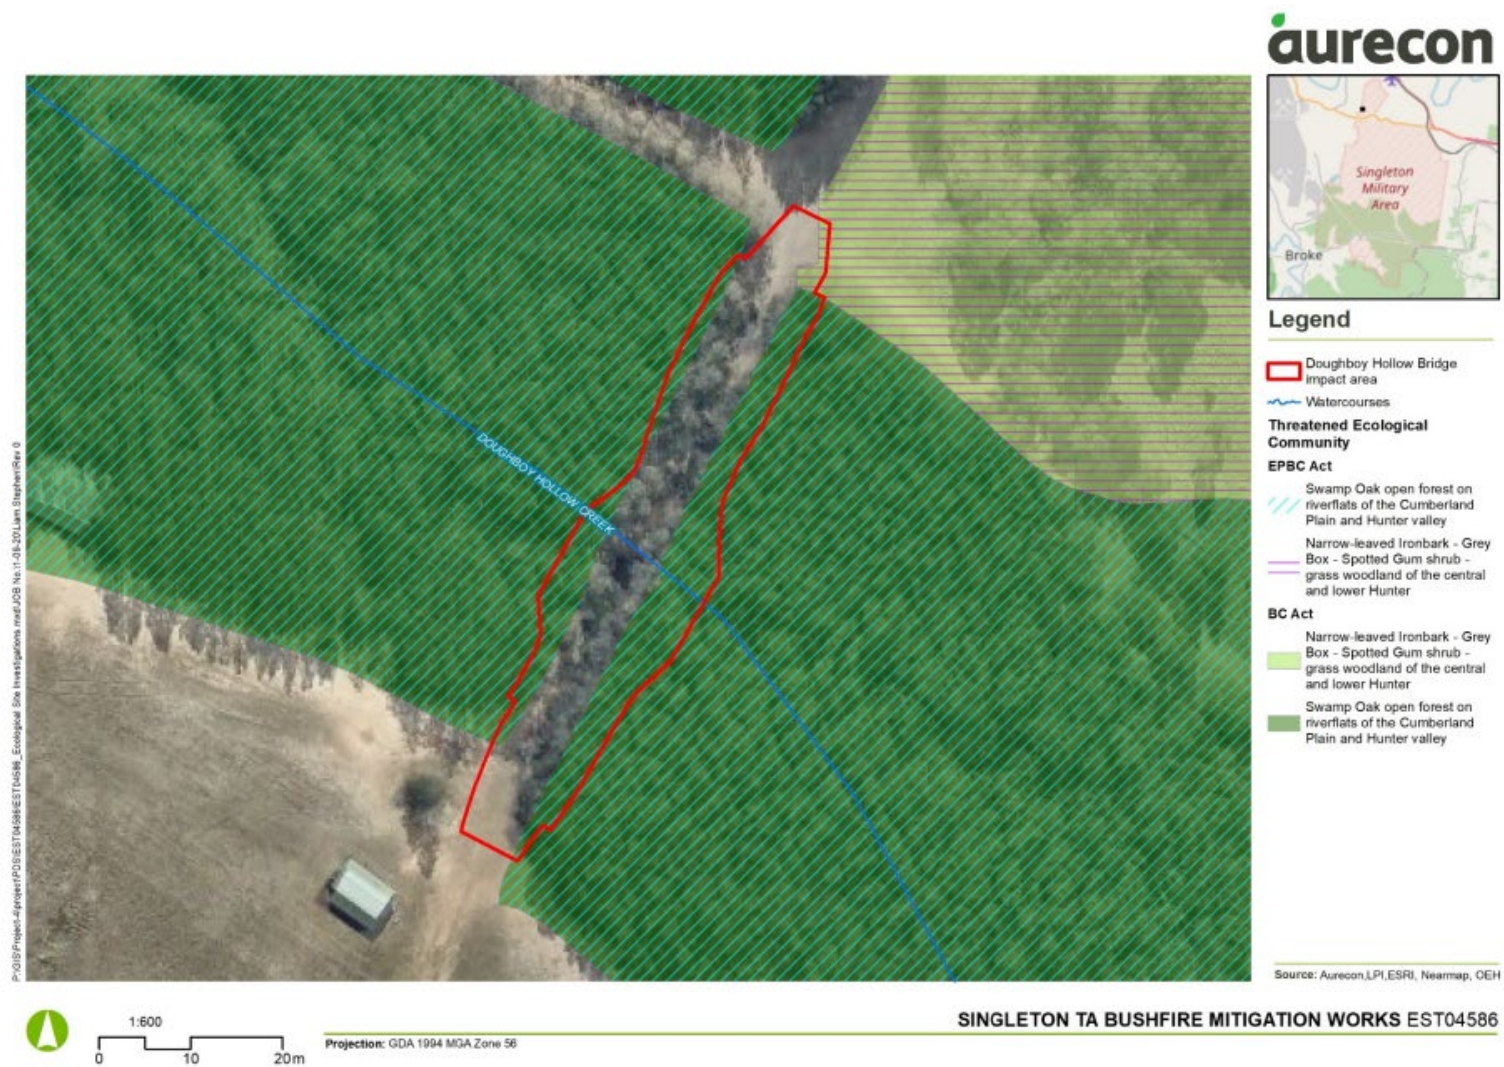 aurecon
Singleton
Military
Area
Broke
Legend
Doughboy Hollow Bridge
impact area
Watercourses
Threatened Ecological
Community
EPBC Act
Swamp Oak open forest on
riverflats of the Cumberland
Plain and Hunter valley
Narrow-leaved Ironbark - Grey
Box - Spotted Gum shrub -
grass woodland of the central
and lower Hunter
BC Act
Narrow-leaved Ironbark - Grey
Box - Spotted Gum shrub -
grass woodland of the central
and lower Hunter
Swamp Oak open forest on
riverflats of the Cumberland
Plain and Hunter valley
DOUGHBOY HOLLOW CREEK
Source: Aurecon,LPI,ESRI, Nearmap, OEH
1:600
0 10 20m
Projection: GDA 1994 MGA Zone 56
SINGLETON TA BUSHFIRE MITIGATION WORKS EST04586